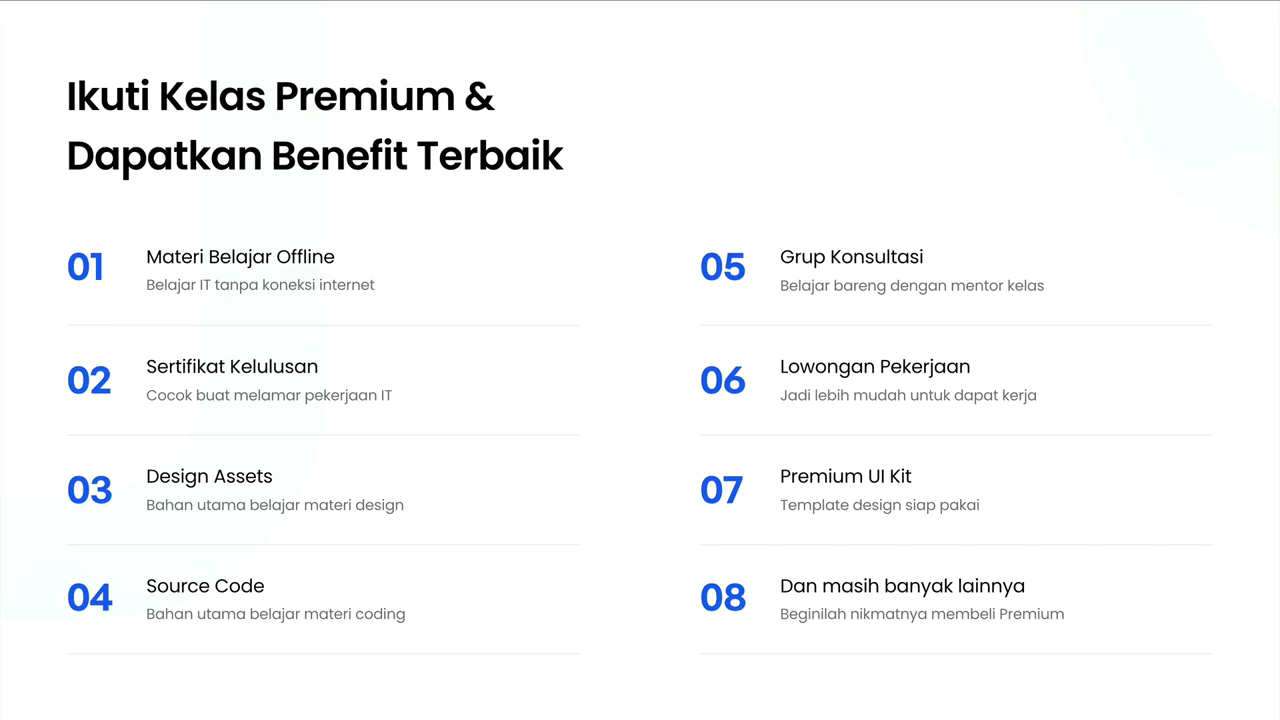 Ikuti Kelas Premium &
Dapatkan Benefit Terbaik
01
Materi Belajar Offline
Belajar IT tanpa koneksi internet
02
Sertifikat Kelulusan
Cocok buat melamar pekerjaan IT
03
Design Assets
Bahan utama belajar materi design
04
Source Code
Bahan utama belajar materi coding
05
Grup Konsultasi
Belajar bareng dengan mentor kelas
06
Lowongan Pekerjaan
Jadi lebih mudah untuk dapat kerja
07
Premium UI Kit
Template design siap pakai
08
Dan masih banyak lainnya
Beginilah nikmatnya membeli Premium